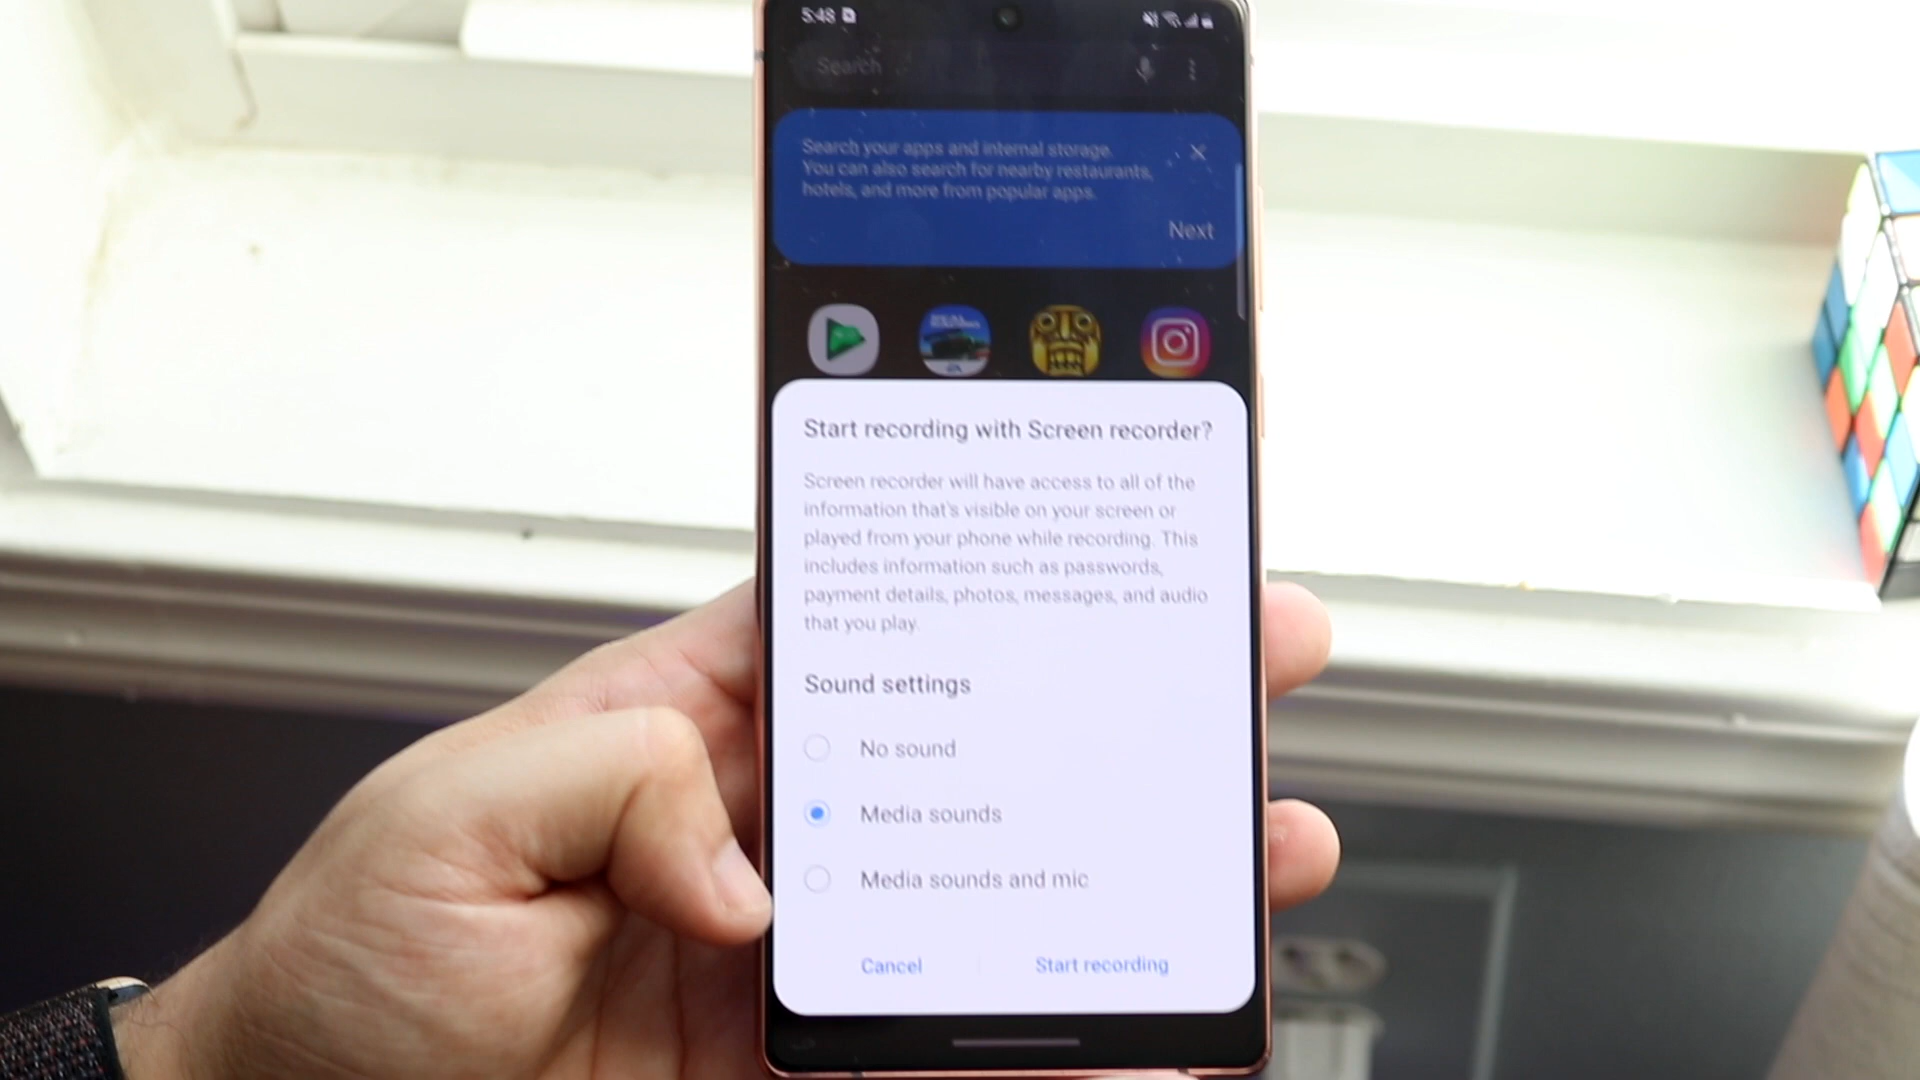 5:48
Search
Search your apps and internal storage.
You can also search for nearby restaurants,
hotels, and more from popular apps.
Next
Start recording with Screen recorder?
Screen recorder will have access to all of the
information that's visible on your screen or
played from your phone while recording. This
includes information such as passwords,
payment details, photos, messages, and audio
that you play.
Sound settings
No sound
Media sounds
Media sounds and mic
Cancel
Start recording